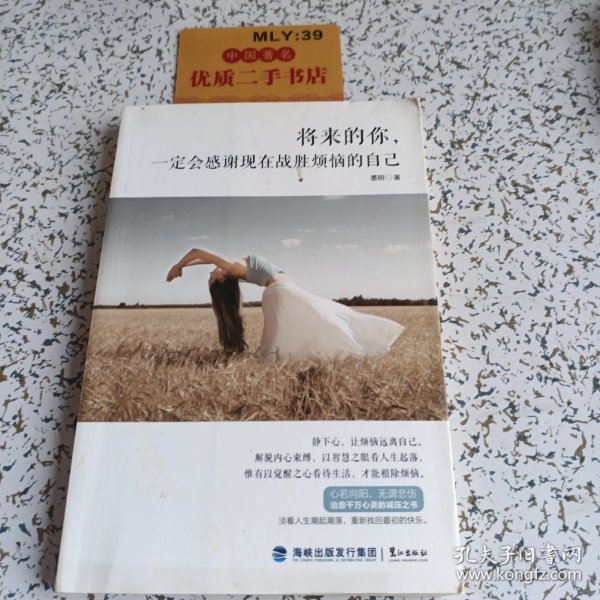 MLY:39
中国著名
优质二手书店
将来的你，
一定会感谢现在战胜烦恼的自己
墨陌◎著
静下心，让烦恼远离自己。
解脱内心束缚，以智慧之眼看人生起落，
惟有以觉醒之心看待生活，才能根除烦恼。
心若向阳，无谓悲伤
治愈千万心灵的减压之书
淡看人生潮起潮落，重新找回最初的快乐。
海峡出版发行集团
鹭江出版社
孔夫子旧书网
www.kongfz.com